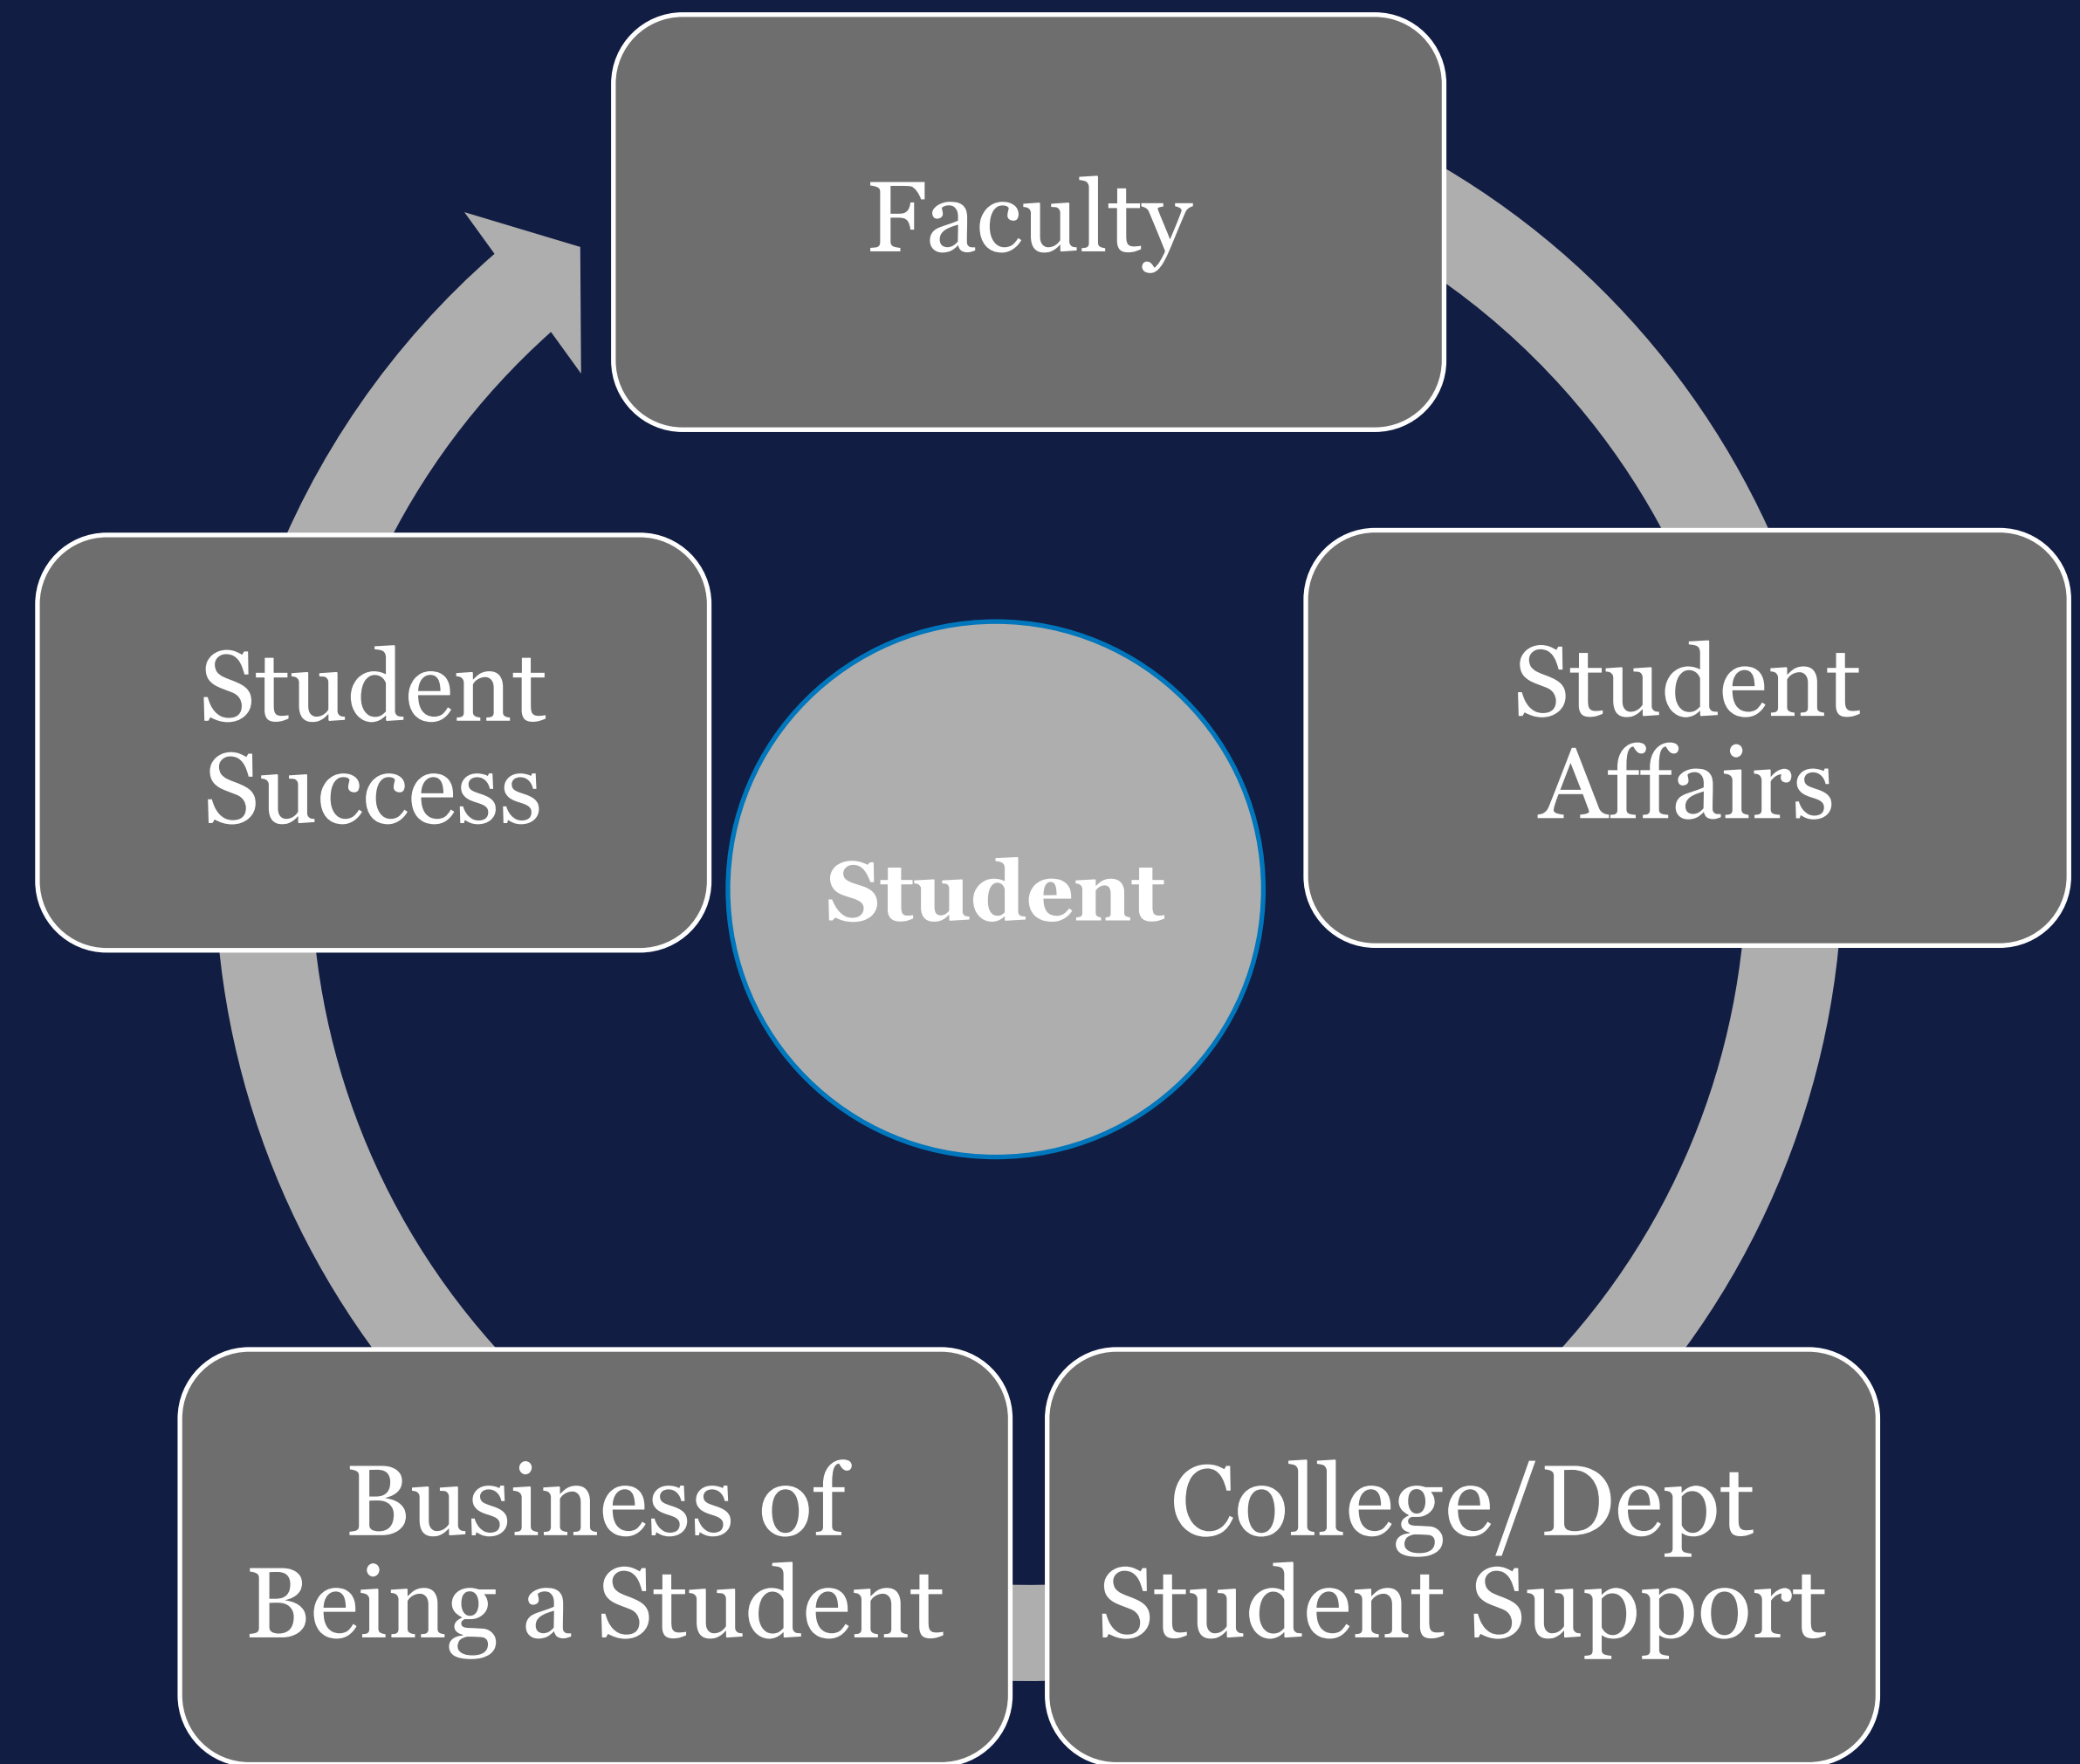 Faculty
Student
Affairs
College/Dept
Student Support
Business of
Being a Student
Student
Success
Student